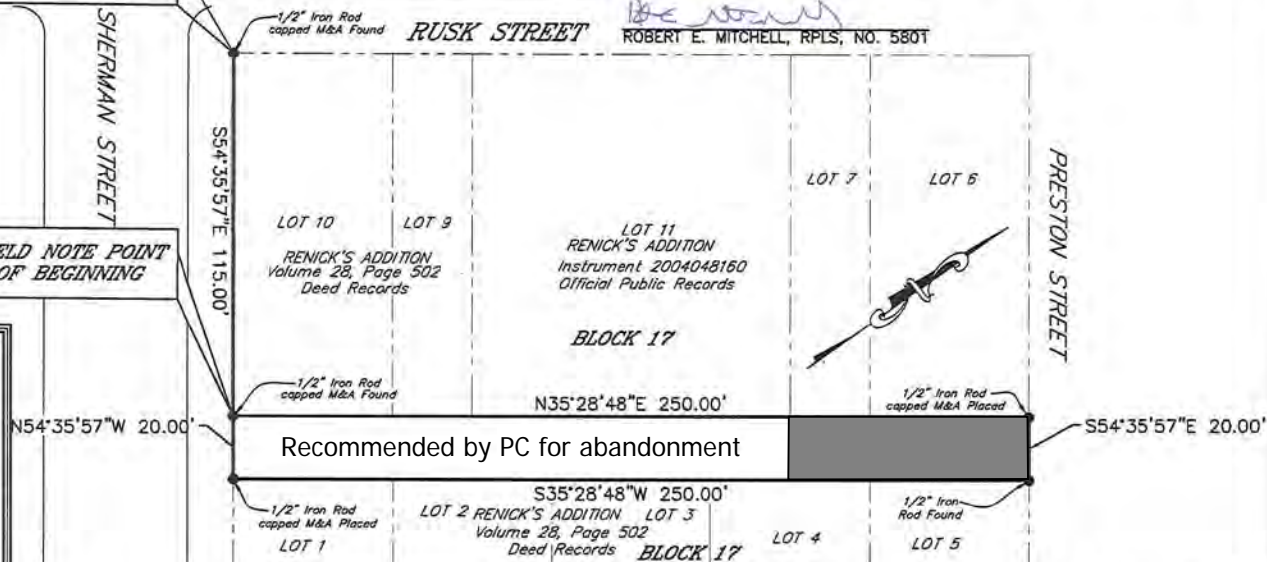 SHERMAN STREET
1/2" Iron Rod
capped M&A Found
RUSK STREET
ROBERT E. MITCHELL, RPLS, NO. 5801
S54°35'57"E 115.00'
LOT 10
RENICK'S ADDITION
Volume 28, Page 502
Deed Records
LOT 9
LOT 11
RENICK'S ADDITION
Instrument 2004048160
Official Public Records
BLOCK 17
LOT 7
LOT 6
PRESTON STREET
ELD NOTE POINT
OF BEGINNING
1/2" Iron Rod
capped M&A Found
N35°28'48"E 250.00'
1/2" Iron Rod
capped M&A Placed
N54°35'57"W 20.00'
Recommended by PC for abandonment
S54°35'57"E 20.00'
S35°28'48"W 250.00'
1/2" Iron Rod
capped M&A Placed
LOT 1
LOT 2 RENICK'S ADDITION LOT 3
Volume 28, Page 502
Deed Records BLOCK 17
LOT 4
1/2" Iron
Rod Found
LOT 5